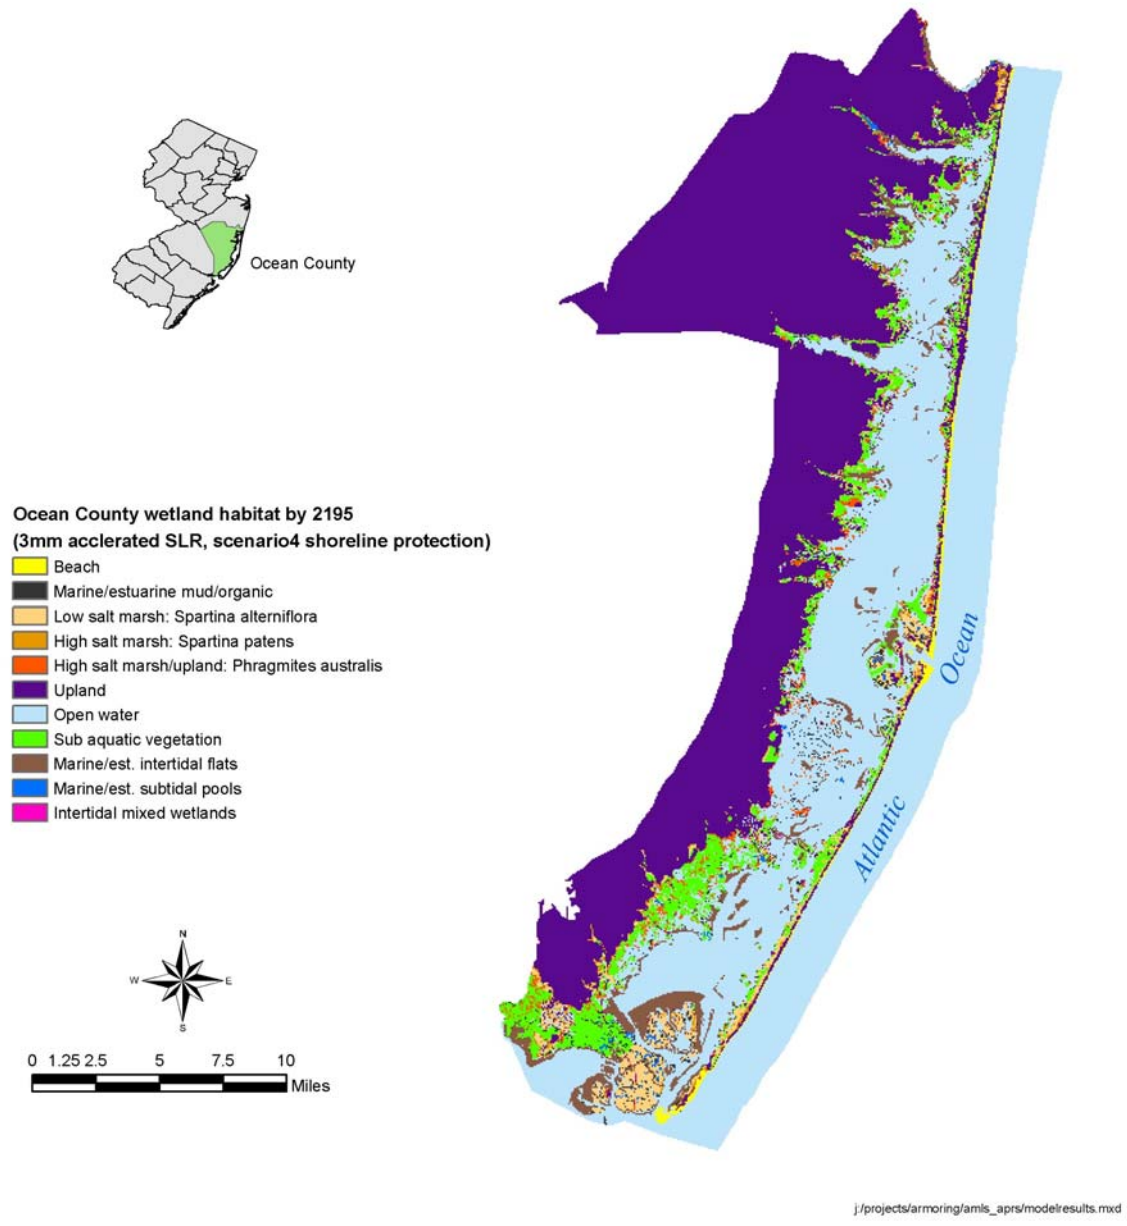 Ocean County
Ocean County wetland habitat by 2195
(3mm acclerated SLR, scenario4 shoreline protection)
Beach
Marine/estuarine mud/organic
Low salt marsh: Spartina alterniflora
High salt marsh: Spartina patens
High salt marsh/upland: Phragmites australis
Upland
Open water
Sub aquatic vegetation
Marine/est. intertidal flats
Marine/est. subtidal pools
Intertidal mixed wetlands
Atlantic Ocean
N
W E
S
0 1.25 2.5 5 7.5 10
Miles
j:/projects/armoring/amls_aprs/modelresults.mxd